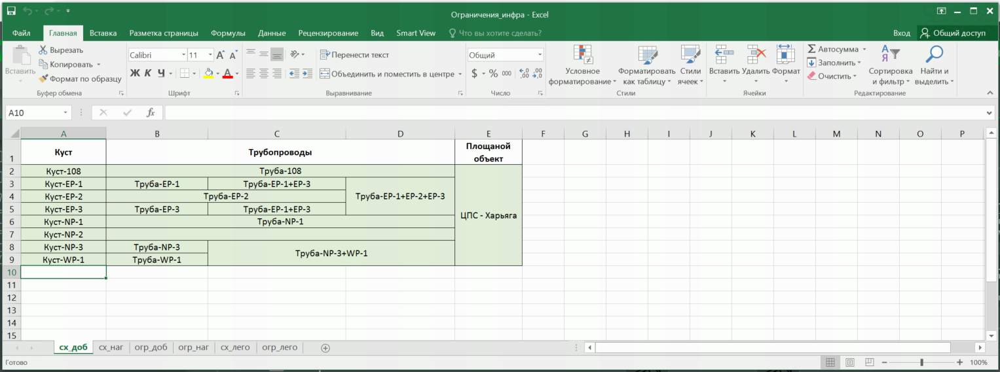 Ограничения_инфра - Excel
Файл Главная Вставка Разметка страницы Формулы Данные Рецензирование Вид Smart View Что вы хотите сделать? Вход Общий доступ
Вставить
Вырезать
Копировать
Формат по образцу
Буфер обмена
Calibri 11
Ж К Ч
Шрифт
Перенести текст
Объединить и поместить в центре
Выравнивание
Общий
$ % 000
Число
Условное форматирование
Форматировать как таблицу
Стили ячеек
Стили
Вставить Удалить Формат
Ячейки
Автосумма
Заполнить
Очистить
Сортировка и фильтр
Найти и выделить
Редактирование
A10 fx
A B C D E F G H I J K L M N O P
1 Куст Трубопроводы Площаной объект
2 Куст-108 Труба-108
3 Куст-EP-1 Труба-EP-1 Труба-EP-1+EP-3
4 Куст-EP-2 Труба-EP-2 Труба-EP-1+EP-2+EP-3
5 Куст-EP-3 Труба-EP-3 Труба-EP-1+EP-3
ЦПС - Харьяга
6 Куст-NP-1 Труба-NP-1
7 Куст-NP-2
8 Куст-NP-3 Труба-NP-3
Труба-NP-3+WP-1
9 Куст-WP-1 Труба-WP-1
10
11
12
13
14
15
сх_доб сх_наг огр_доб огр_наг сх_лего огр_лего
Готово 100%